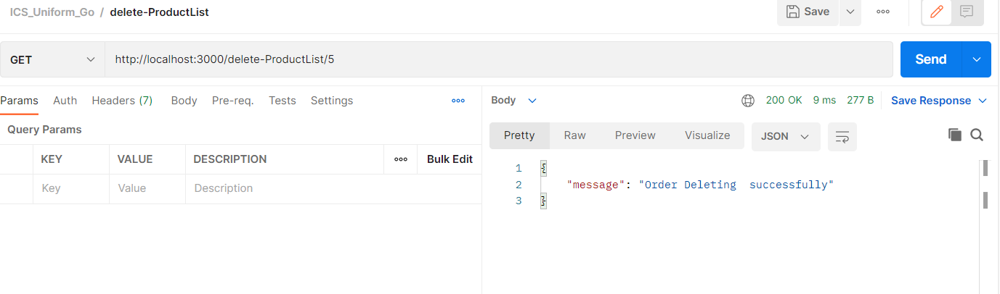 ICS_Uniform_Go / delete-ProductList
Save
GET
http://localhost:3000/delete-ProductList/5
Send
Params Auth Headers (7) Body Pre-req. Tests Settings
Query Params
KEY VALUE DESCRIPTION Bulk Edit
Key Value Description
Body 200 OK 9 ms 277 B Save Response
Pretty Raw Preview Visualize JSON
1 {
2 "message": "Order Deleting  successfully"
3 }